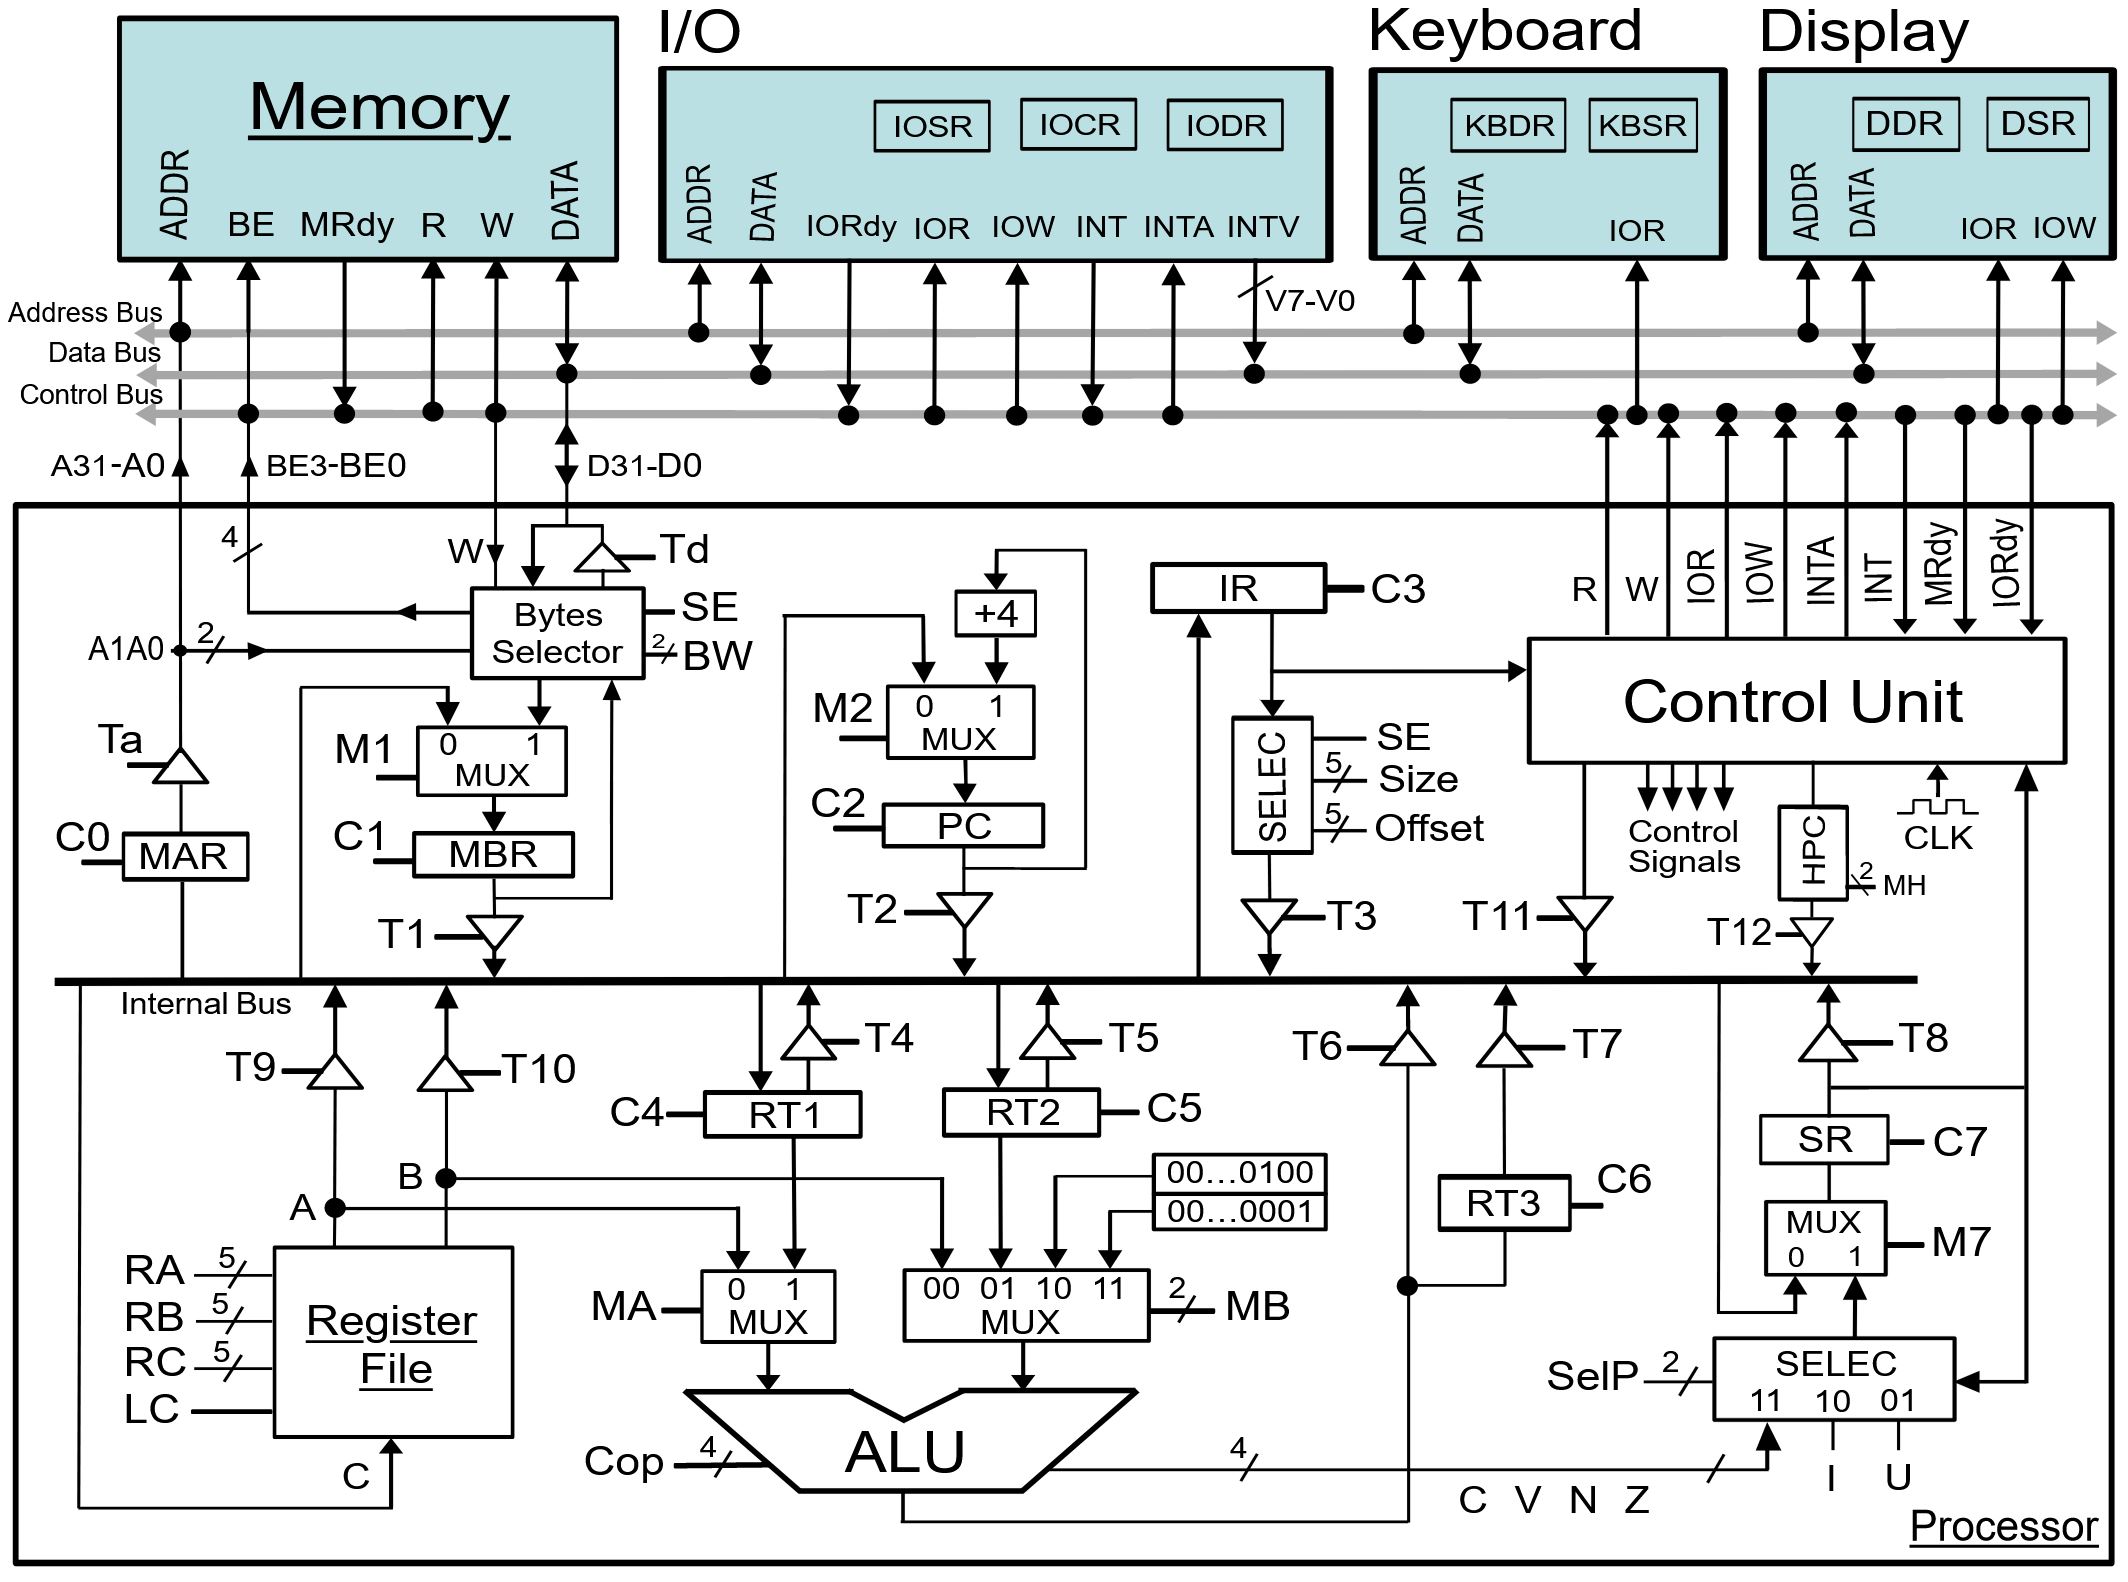 I/O
Keyboard
Display
Memory
IOSR
IOCR
IODR
KBDR
KBSR
DDR
DSR
ADDR
BE
MRdy
R
W
DATA
ADDR
DATA
IORdy
IOR
IOW
INT
INTA
INTV
ADDR
DATA
IOR
ADDR
DATA
IOR
IOW
V7-V0
Address Bus
Data Bus
Control Bus
A31-A0
BE3-BE0
D31-D0
4
W
Td
SE
2
BW
Bytes
Selector
A1A0
2
+4
IR
C3
R
W
IOR
IOW
INTA
INT
MRdy
IORdy
Control Unit
Ta
M1
0 1
MUX
M2
0 1
MUX
SELEC
SE
5
Size
5
Offset
Control
Signals
CLK
C0
MAR
C1
MBR
C2
PC
HPC
2
MH
T1
T2
T3
T11
T12
Internal Bus
T9
T10
T4
T5
T6
T7
T8
C4
RT1
RT2
C5
SR
C7
A
B
00...0100
00...0001
RT3
C6
MUX
0 1
M7
RA
5
RB
5
RC
5
LC
Register
File
MA
0 1
MUX
00 01 10 11
MUX
2
MB
SelP
2
SELEC
11 10 01
C
Cop
4
ALU
4
C V N Z
I
U
Processor